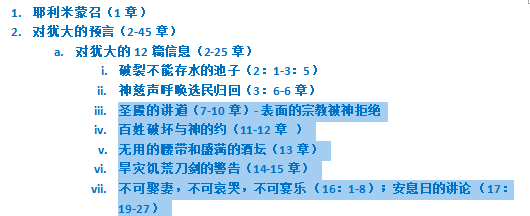 1. 耶利米蒙召（1 章）
2. 对犹大的预言（2-45 章）
a. 对犹大的 12 篇信息（2-25 章）
i. 破裂不能存水的池子（2：1-3：5）
ii. 神慈声呼唤迷民归回（3：6-6 章）
iii. 圣殿的讲道（7-10 章）- 表面的宗教被神拒绝
iv. 百姓破坏与神的约（11-12 章 ）
v. 无用的腰带和盛满的酒坛（13 章）
vi. 旱灾饥荒刀剑的警告（14-15 章）
vii. 不可娶妻，不可哀哭，不可宴乐（16：1-8）；安息日的讲论（17：
19-27）